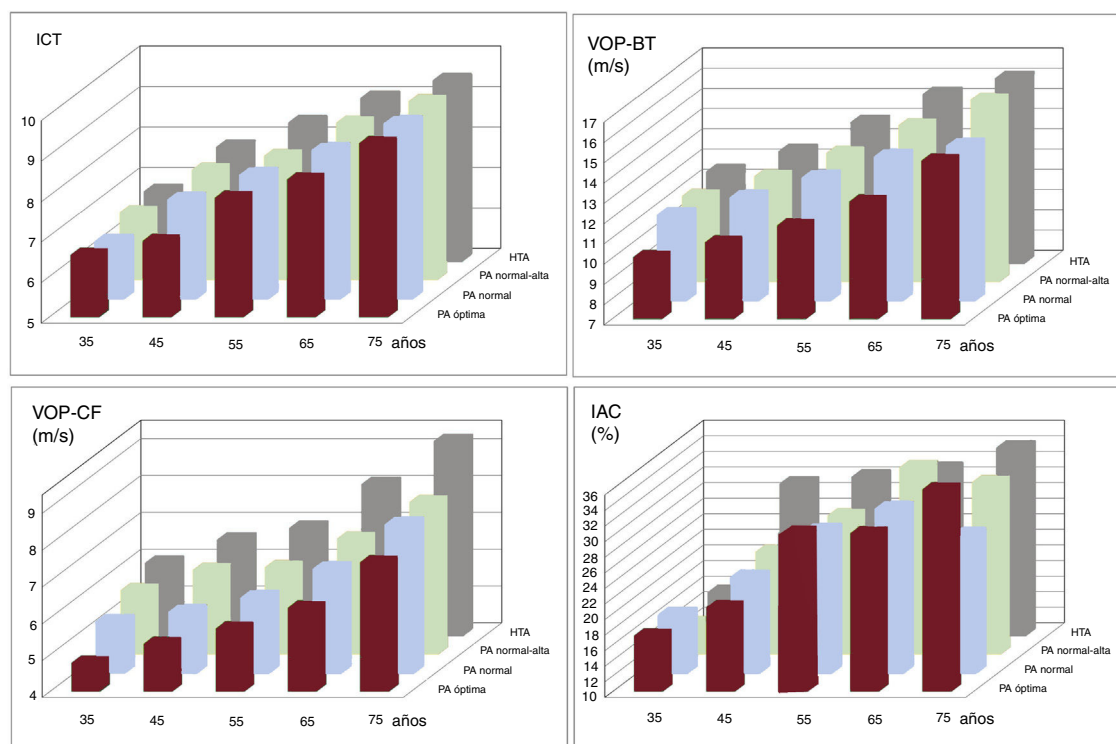 ICT
10
9
8
7
6
5
35 45 55 65 75 años
HTA
PA normal-alta
PA normal
PA óptima
VOP-BT
(m/s)
17
16
15
14
13
12
11
10
9
8
7
35 45 55 65 75 años
HTA
PA normal-alta
PA normal
PA óptima
VOP-CF
(m/s)
9
8
7
6
5
4
35 45 55 65 75 años
HTA
PA normal-alta
PA normal
PA óptima
IAC
(%)
36
34
32
30
28
26
24
22
20
18
16
14
12
10
35 45 55 65 75 años
HTA
PA normal-alta
PA normal
PA óptima